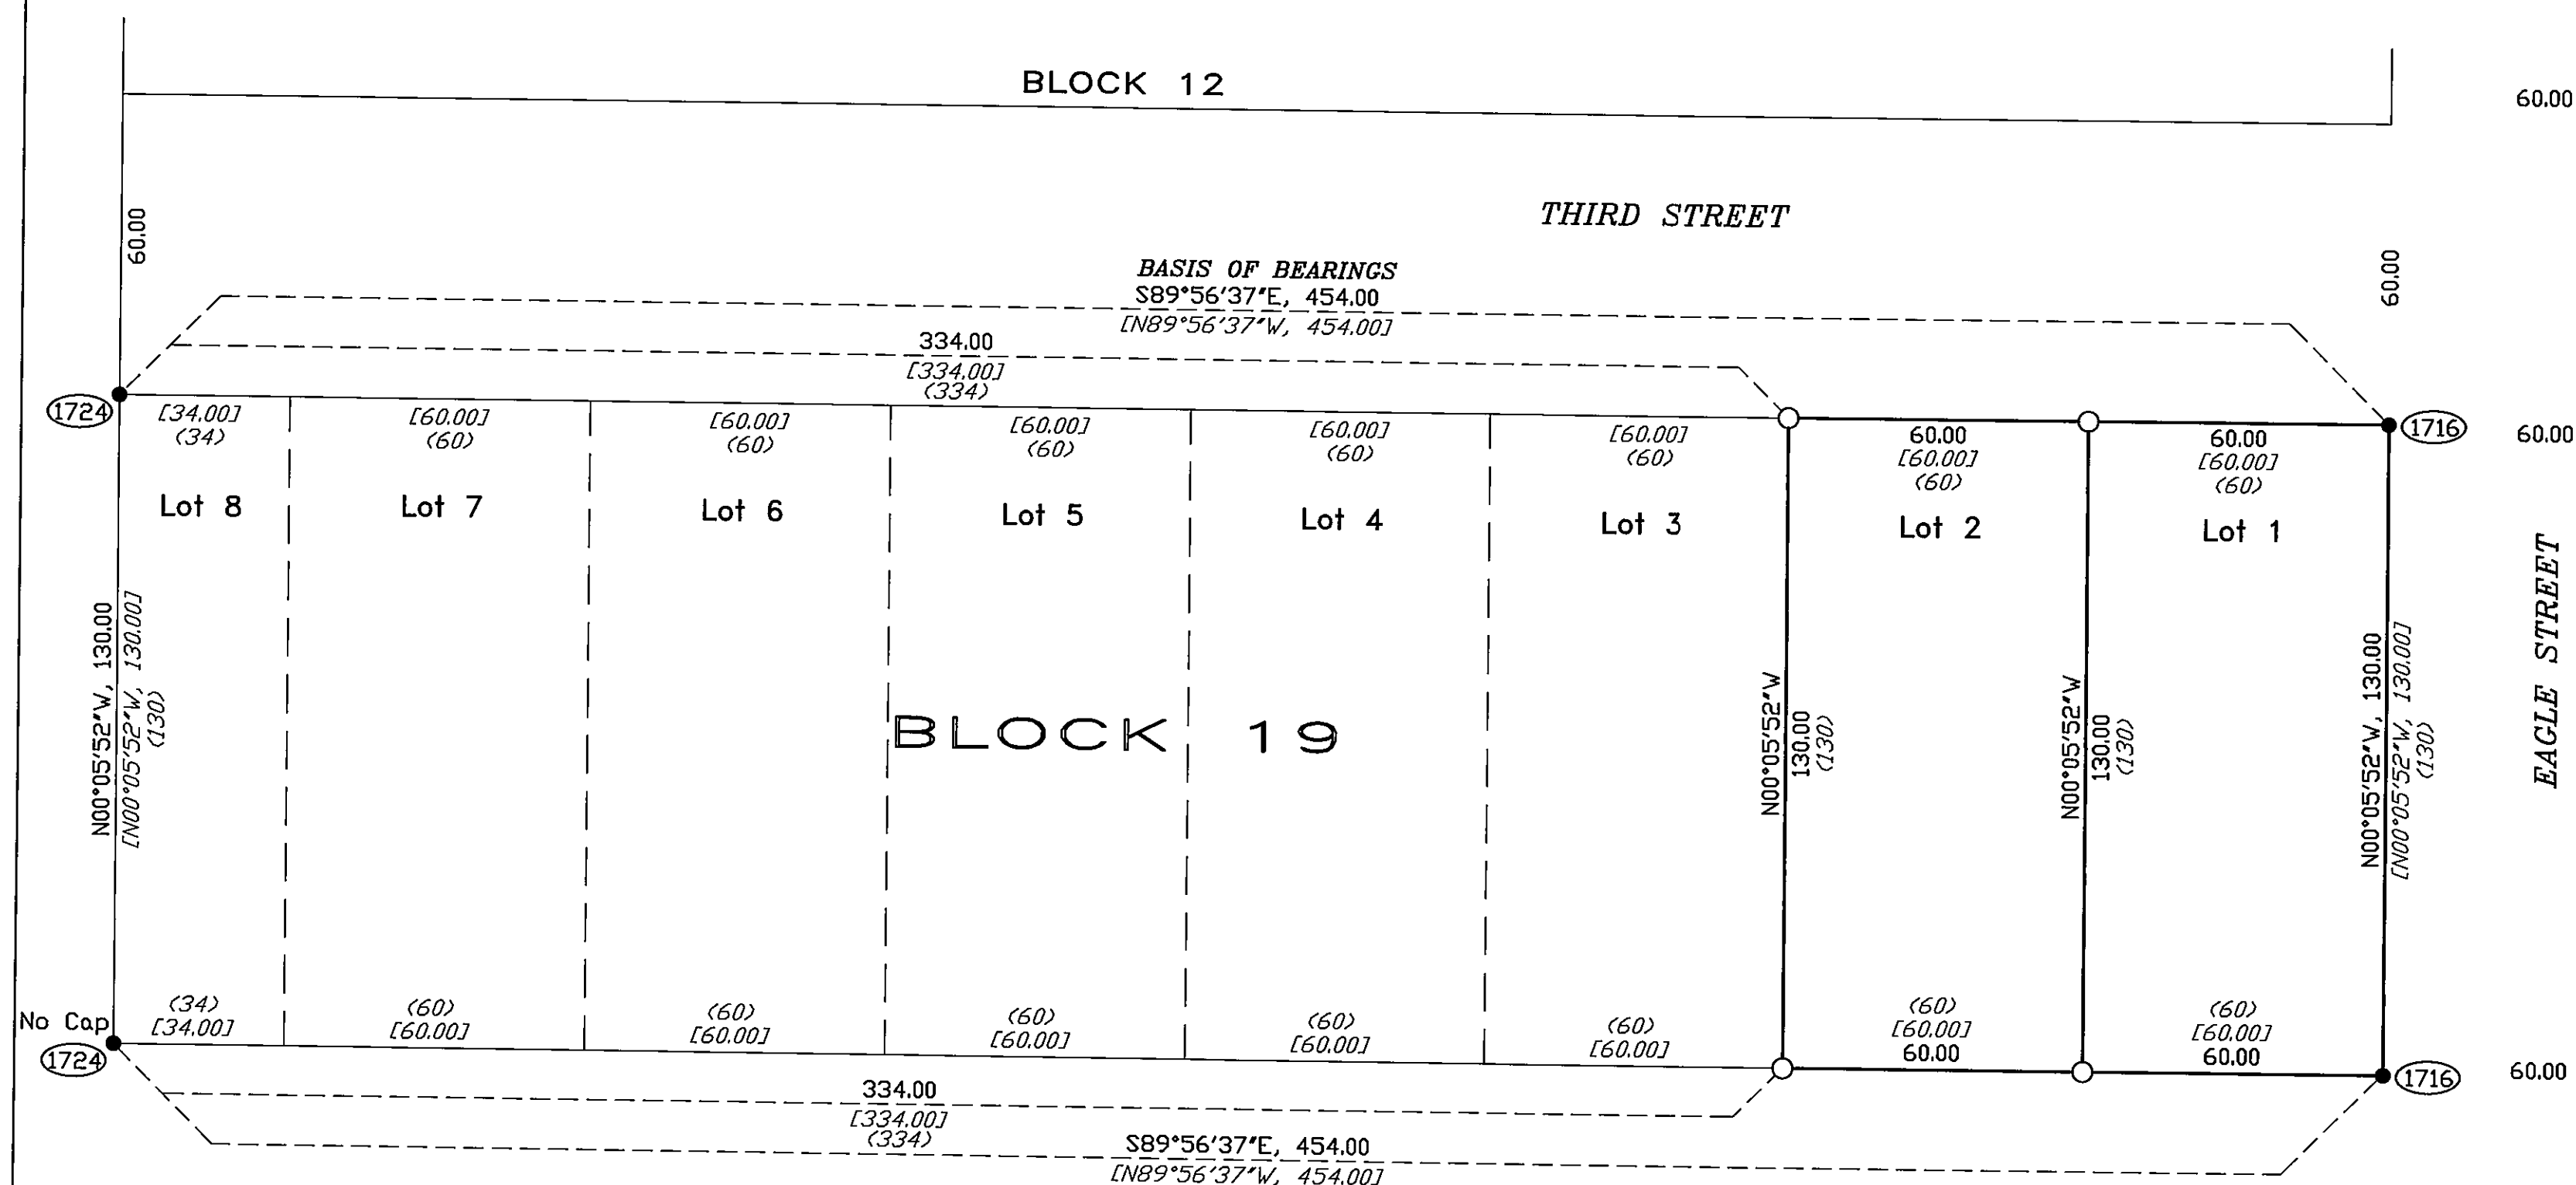 BLOCK 12
60.00
THIRD STREET
60.00
60.00
BASIS OF BEARINGS
S89°56'37"E, 454.00
[N89°56'37"W, 454.00]
334.00
[334.00]
(334)
1724
[34.00]
(34)
[60.00]
(60)
[60.00]
(60)
[60.00]
(60)
[60.00]
(60)
[60.00]
(60)
60.00
[60.00]
(60)
60.00
[60.00]
(60)
1716
60.00
Lot 8
Lot 7
Lot 6
Lot 5
Lot 4
Lot 3
Lot 2
Lot 1
N00°05'52"W, 130.00
[N00°05'52"W, 130.00]
(130)
BLOCK 19
N00°05'52"W
130.00
(130)
N00°05'52"W
130.00
(130)
N00°05'52"W, 130.00
[N00°05'52"W, 130.00]
(130)
EAGLE STREET
No Cap
1724
(34)
[34.00]
(60)
[60.00]
(60)
[60.00]
(60)
[60.00]
(60)
[60.00]
(60)
[60.00]
(60)
[60.00]
60.00
(60)
[60.00]
60.00
1716
60.00
334.00
[334.00]
(334)
S89°56'37"E, 454.00
[N89°56'37"W, 454.00]